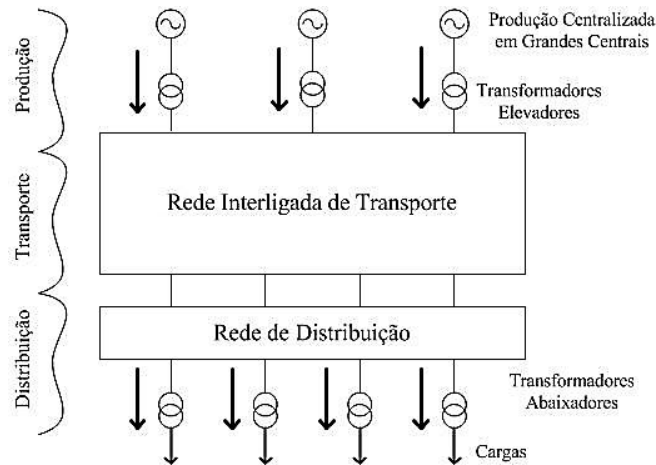 Produção Centralizada
em Grandes Centrais
Produção
Transformadores
Elevadores
Rede Interligada de Transporte
Transporte
Rede de Distribuição
Distribuição
Transformadores
Abaixadores
Cargas